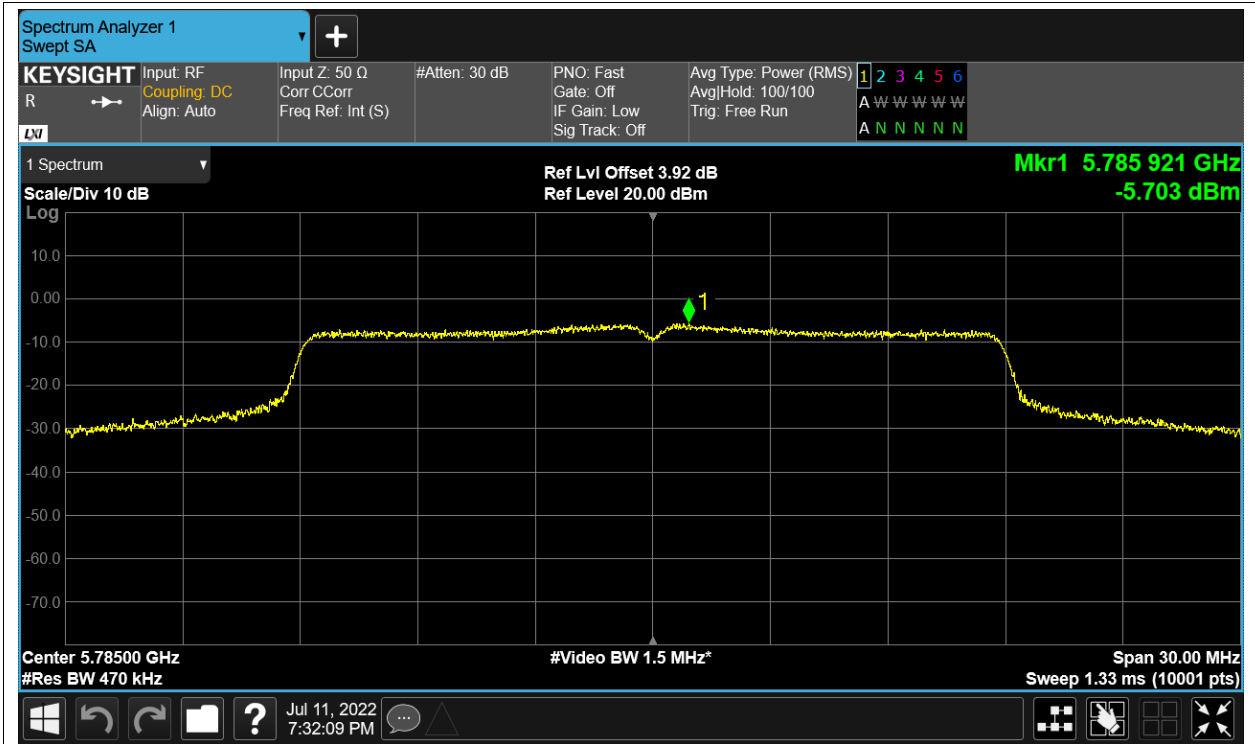 Spectrum Analyzer 1
Swept SA
KEYSIGHT
R
LXI
Input: RF
Coupling: DC
Align: Auto
Input Z: 50 Ω
Corr CCorr
Freq Ref: Int (S)
#Atten: 30 dB
PNO: Fast
Gate: Off
IF Gain: Low
Sig Track: Off
Avg Type: Power (RMS)
Avg|Hold: 100/100
Trig: Free Run
1 2 3 4 5 6
A W W W W W
A N N N N N
1 Spectrum
Scale/Div 10 dB
Ref Lvl Offset 3.92 dB
Ref Level 20.00 dBm
Mkr1 5.785 921 GHz
-5.703 dBm
Log
10.0
0.00
-10.0
-20.0
-30.0
-40.0
-50.0
-60.0
-70.0
1
Center 5.78500 GHz
#Res BW 470 kHz
#Video BW 1.5 MHz*
Span 30.00 MHz
Sweep 1.33 ms (10001 pts)
?
Jul 11, 2022
7:32:09 PM